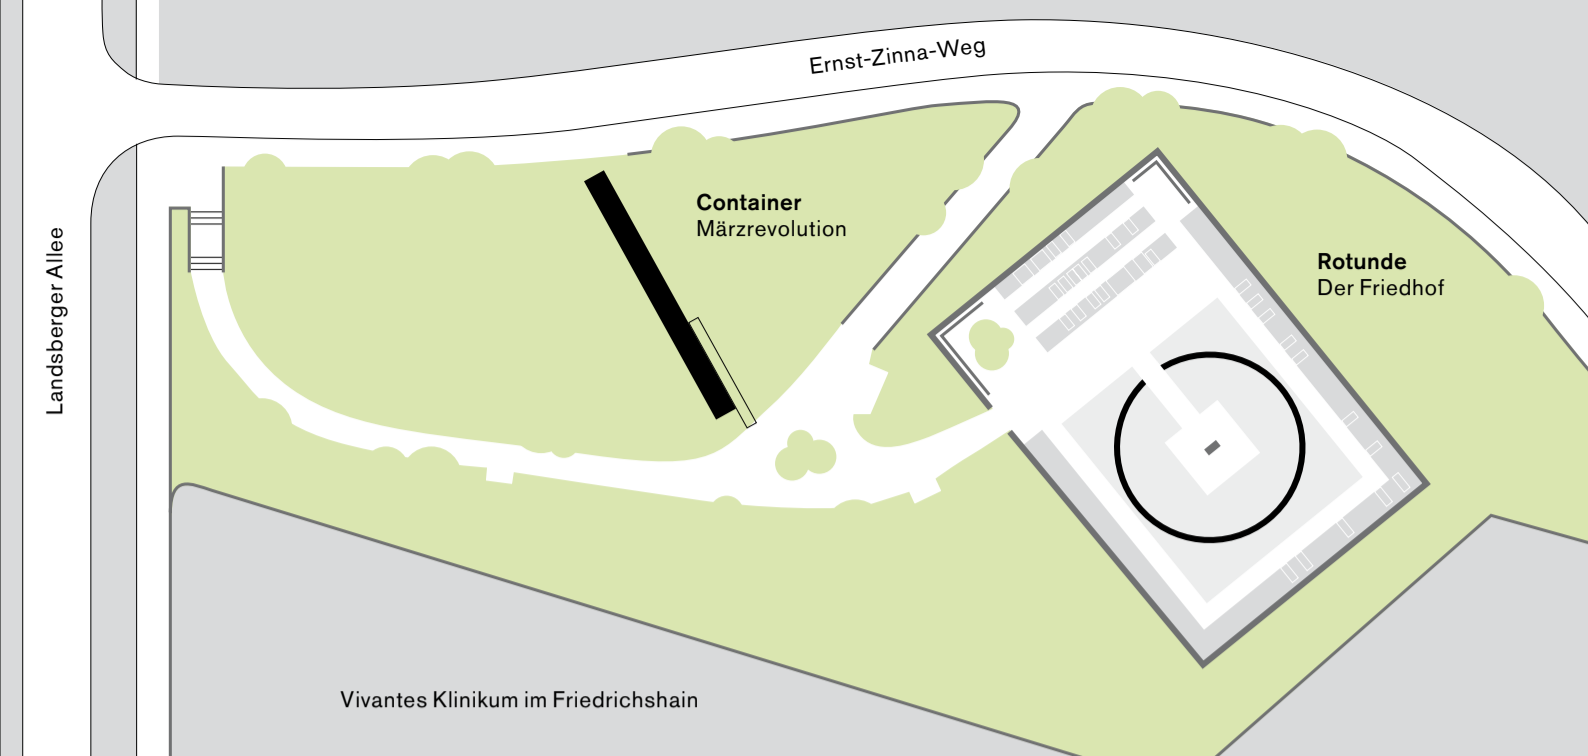 Ernst-Zinna-Weg
Landsberger Allee
Container
Märzrevolution
Rotunde
Der Friedhof
Vivantes Klinikum im Friedrichshain